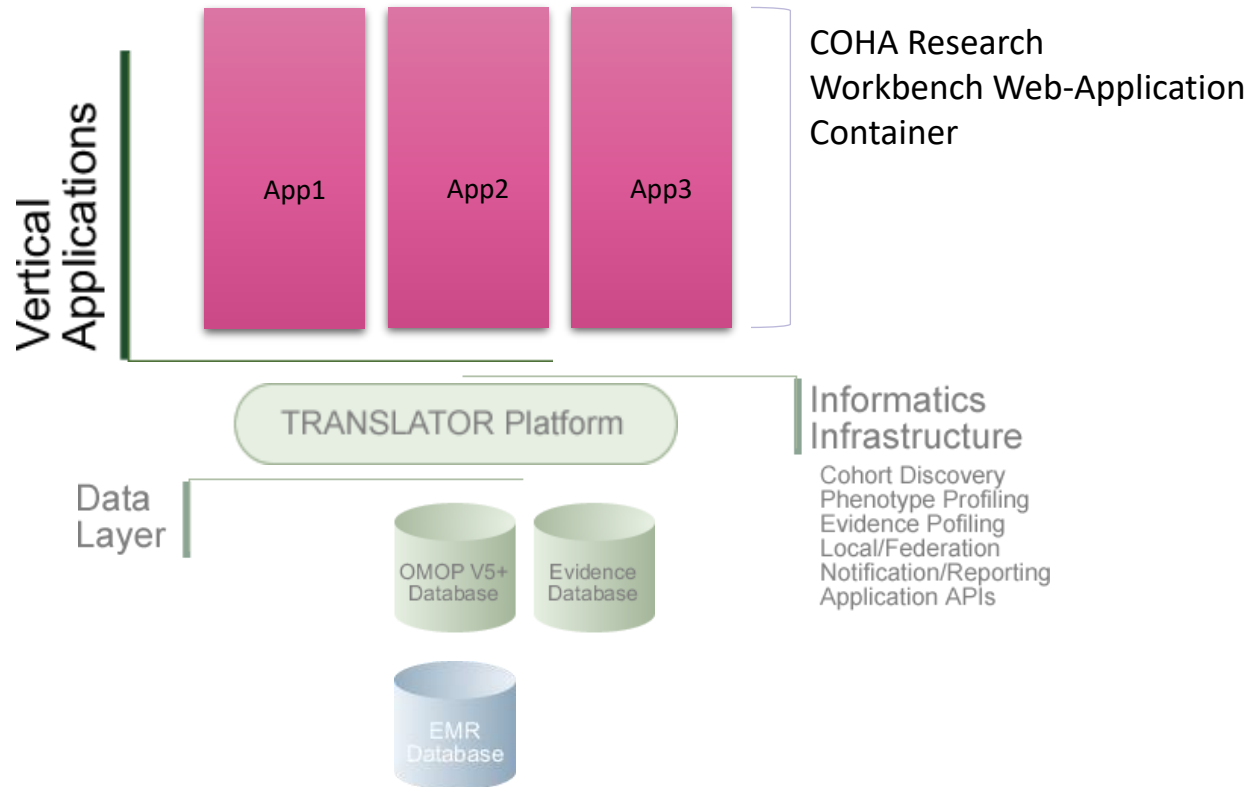 COHA Research
Workbench Web-Application
Container
Vertical
Applications
App1
App2
App3
TRANSLATOR Platform
Informatics
Infrastructure
Cohort Discovery
Phenotype Profiling
Evidence Pofiling
Local/Federation
Notification/Reporting
Application APIs
Data
Layer
OMOP V5+
Database
Evidence
Database
EMR
Database